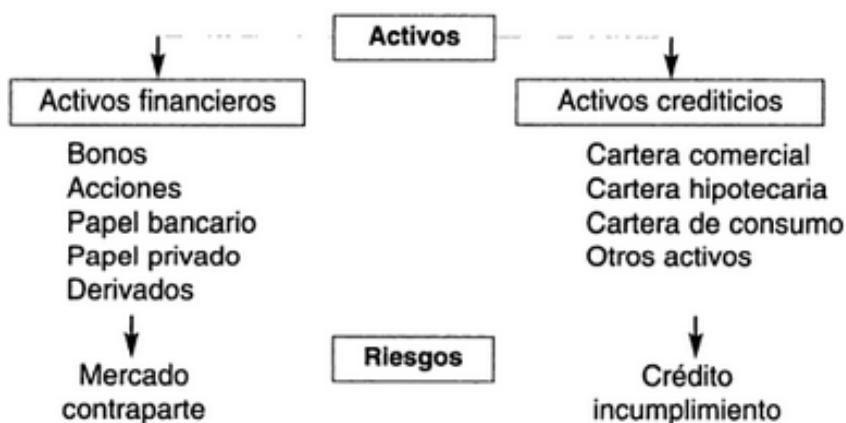 Activos
Activos financieros
Bonos
Acciones
Papel bancario
Papel privado
Derivados
Activos crediticios
Cartera comercial
Cartera hipotecaria
Cartera de consumo
Otros activos
Riesgos
Mercado
contraparte
Crédito
incumplimiento